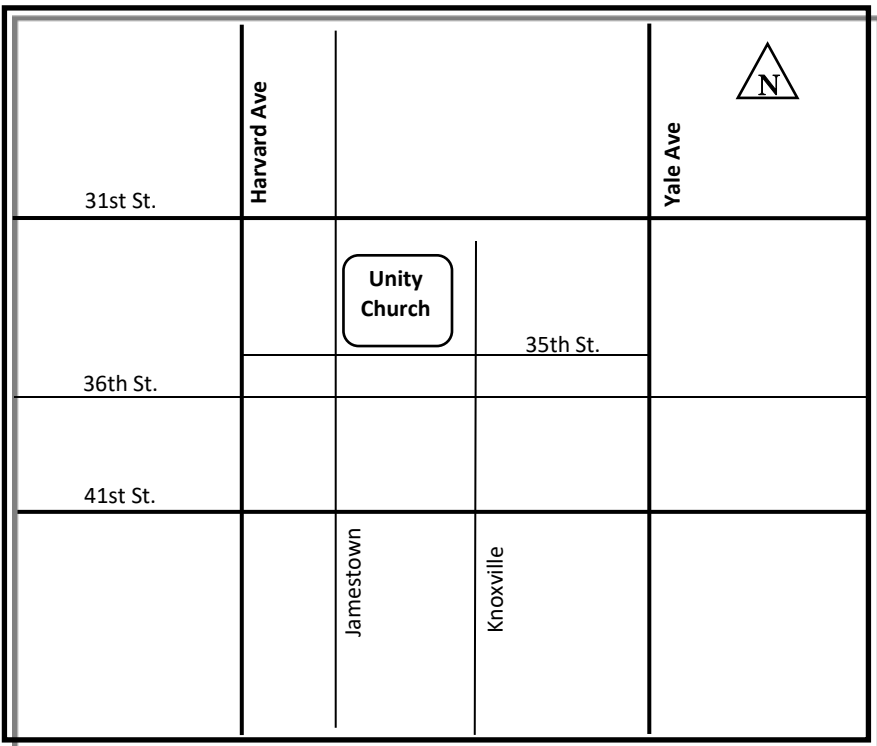 N
Harvard Ave
Yale Ave
31st St.
Unity
Church
35th St.
36th St.
41st St.
Jamestown
Knoxville